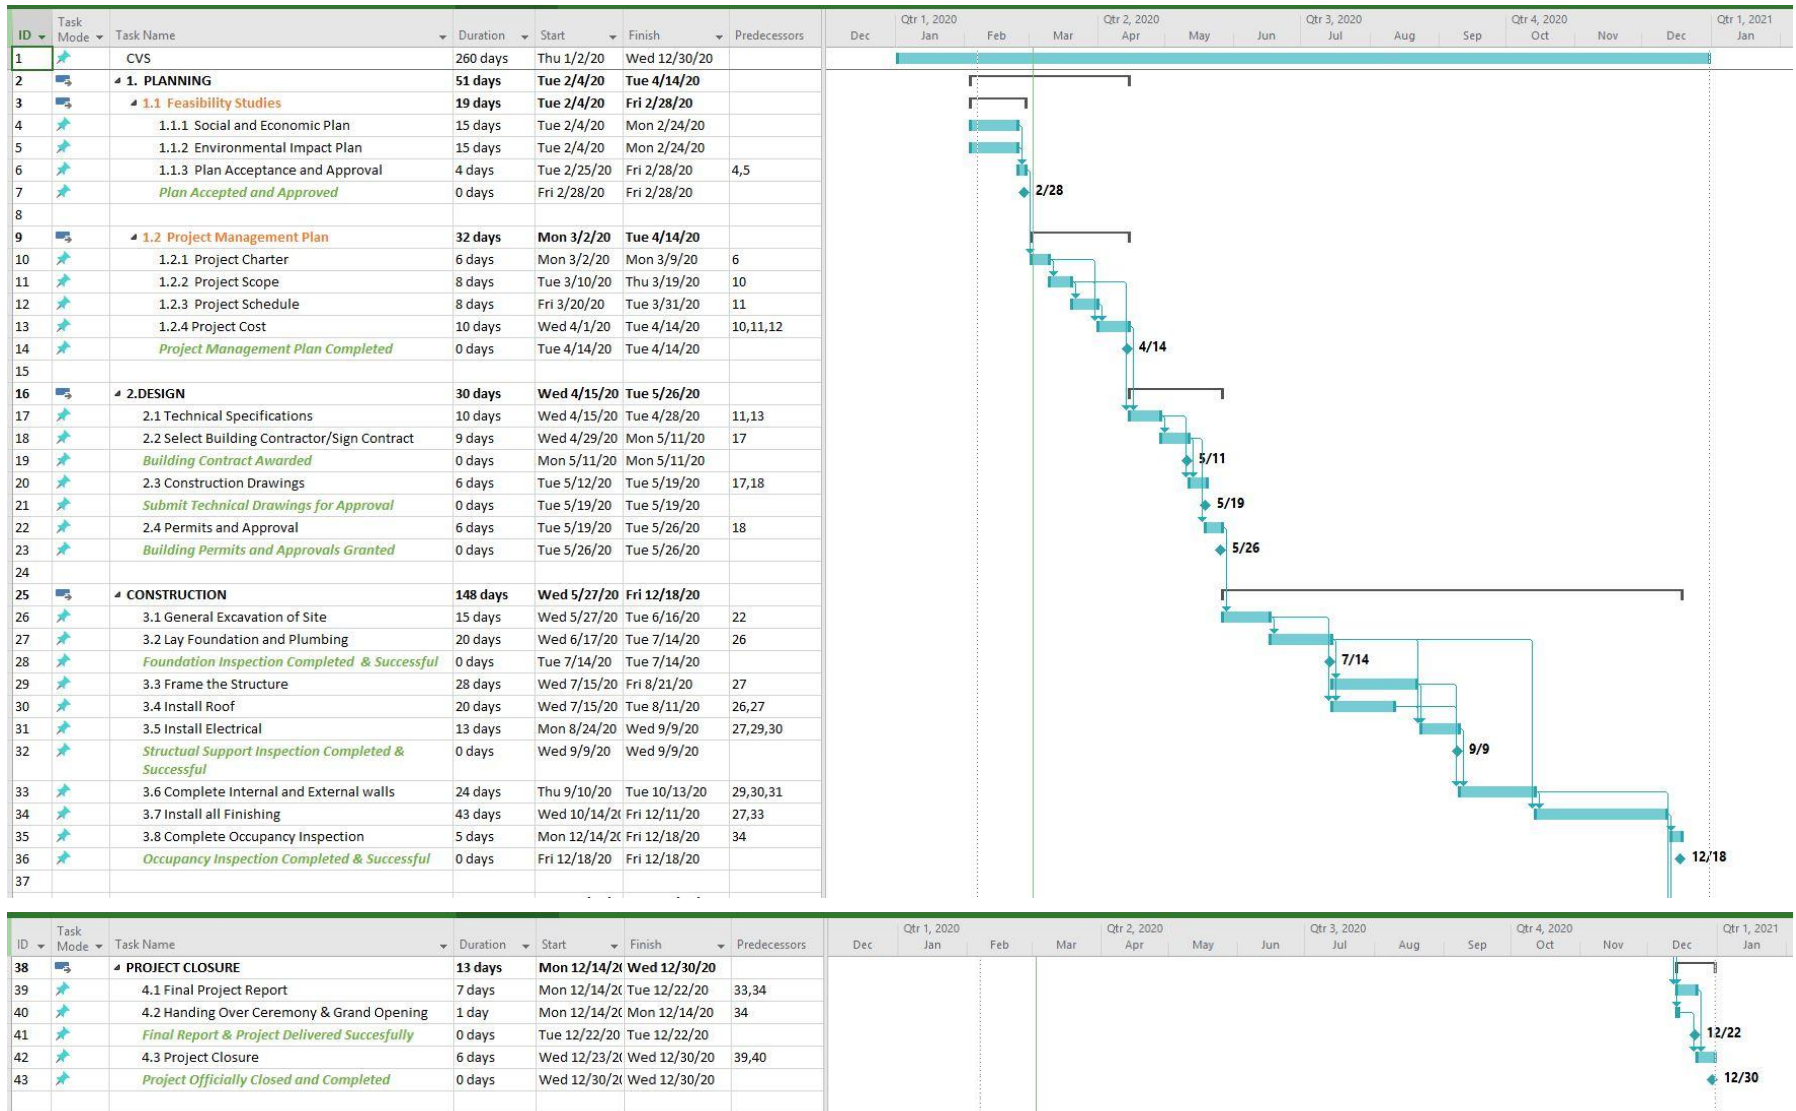 Qtr 1, 2020 Qtr 2, 2020 Qtr 3, 2020 Qtr 4, 2020 Qtr 1, 2021
ID Task Mode Task Name Duration Start Finish Predecessors Dec Jan Feb Mar Apr May Jun Jul Aug Sep Oct Nov Dec Jan
1 CVS 260 days Thu 1/2/20 Wed 12/30/20
2 1. PLANNING 51 days Tue 2/4/20 Tue 4/14/20
3 1.1 Feasibility Studies 19 days Tue 2/4/20 Fri 2/28/20
4 1.1.1 Social and Economic Plan 15 days Tue 2/4/20 Mon 2/24/20
5 1.1.2 Environmental Impact Plan 15 days Tue 2/4/20 Mon 2/24/20
6 1.1.3 Plan Acceptance and Approval 4 days Tue 2/25/20 Fri 2/28/20 4,5
7 Plan Accepted and Approved 0 days Fri 2/28/20 Fri 2/28/20 2/28
8
9 1.2 Project Management Plan 32 days Mon 3/2/20 Tue 4/14/20
10 1.2.1 Project Charter 6 days Mon 3/2/20 Mon 3/9/20 6
11 1.2.2 Project Scope 8 days Tue 3/10/20 Thu 3/19/20 10
12 1.2.3 Project Schedule 8 days Fri 3/20/20 Tue 3/31/20 11
13 1.2.4 Project Cost 10 days Wed 4/1/20 Tue 4/14/20 10,11,12
14 Project Management Plan Completed 0 days Tue 4/14/20 Tue 4/14/20 4/14
15
16 2.DESIGN 30 days Wed 4/15/20 Tue 5/26/20
17 2.1 Technical Specifications 10 days Wed 4/15/20 Tue 4/28/20 11,13
18 2.2 Select Building Contractor/Sign Contract 9 days Wed 4/29/20 Mon 5/11/20 17
19 Building Contract Awarded 0 days Mon 5/11/20 Mon 5/11/20 5/11
20 2.3 Construction Drawings 6 days Tue 5/12/20 Tue 5/19/20 17,18
21 Submit Technical Drawings for Approval 0 days Tue 5/19/20 Tue 5/19/20 5/19
22 2.4 Permits and Approval 6 days Tue 5/19/20 Tue 5/26/20 18
23 Building Permits and Approvals Granted 0 days Tue 5/26/20 Tue 5/26/20 5/26
24
25 CONSTRUCTION 148 days Wed 5/27/20 Fri 12/18/20
26 3.1 General Excavation of Site 15 days Wed 5/27/20 Tue 6/16/20 22
27 3.2 Lay Foundation and Plumbing 20 days Wed 6/17/20 Tue 7/14/20 26
28 Foundation Inspection Completed & Successful 0 days Tue 7/14/20 Tue 7/14/20 7/14
29 3.3 Frame the Structure 28 days Wed 7/15/20 Fri 8/21/20 27
30 3.4 Install Roof 20 days Wed 7/15/20 Tue 8/11/20 26,27
31 3.5 Install Electrical 13 days Mon 8/24/20 Wed 9/9/20 27,29,30
32 Structual Support Inspection Completed & 0 days Wed 9/9/20 Wed 9/9/20 9/9
Successful
33 3.6 Complete Internal and External walls 24 days Thu 9/10/20 Tue 10/13/20 29,30,31
34 3.7 Install all Finishing 43 days Wed 10/14/20 Fri 12/11/20 27,33
35 3.8 Complete Occupancy Inspection 5 days Mon 12/14/20 Fri 12/18/20 34
36 Occupancy Inspection Completed & Successful 0 days Fri 12/18/20 Fri 12/18/20 12/18
37
Qtr 1, 2020 Qtr 2, 2020 Qtr 3, 2020 Qtr 4, 2020 Qtr 1, 2021
ID Task Mode Task Name Duration Start Finish Predecessors Dec Jan Feb Mar Apr May Jun Jul Aug Sep Oct Nov Dec Jan
38 PROJECT CLOSURE 13 days Mon 12/14/20 Wed 12/30/20
39 4.1 Final Project Report 7 days Mon 12/14/20 Tue 12/22/20 33,34
40 4.2 Handing Over Ceremony & Grand Opening 1 day Mon 12/14/20 Mon 12/14/20 34
41 Final Report & Project Delivered Succesfully 0 days Tue 12/22/20 Tue 12/22/20 12/22
42 4.3 Project Closure 6 days Wed 12/23/20 Wed 12/30/20 39,40
43 Project Officially Closed and Completed 0 days Wed 12/30/20 Wed 12/30/20 12/30